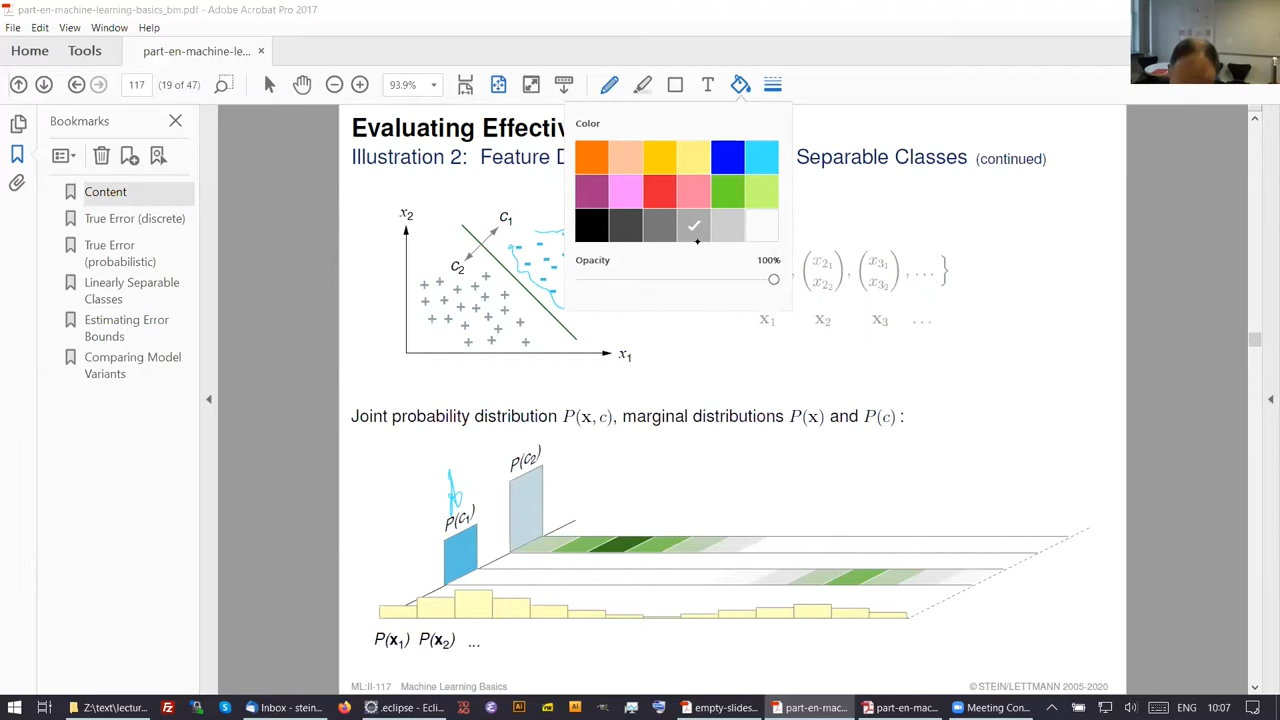 part-en-machine-learning-basics_bm.pdf - Adobe Acrobat Pro 2017
File Edit View Window Help
Home Tools part-en-machine-le... ×
117 (19 of 47) 93.9% T
Bookmarks
Content
True Error (discrete)
True Error
(probabilistic)
Linearly Separable
Classes
Estimating Error
Bounds
Comparing Model
Variants
Color
Opacity 100%
Evaluating Effectiv
Illustration 2: Feature D Separable Classes (continued)
x2
c1
c2
x1
, (x21 x22), (x31 x32), ... }
x1 x2 x3 ...
Joint probability distribution P(x, c), marginal distributions P(x) and P(c) :
P(c2)
P(c1)
P(x1) P(x2) ...
ML:II-117 Machine Learning Basics © STEIN/LETTMANN 2005-2020
Z:\text\lectur... Inbox - stein... .eclipse - Ecli... empty-slides... part-en-mac... part-en-mac... Meeting Con... ENG 10:07